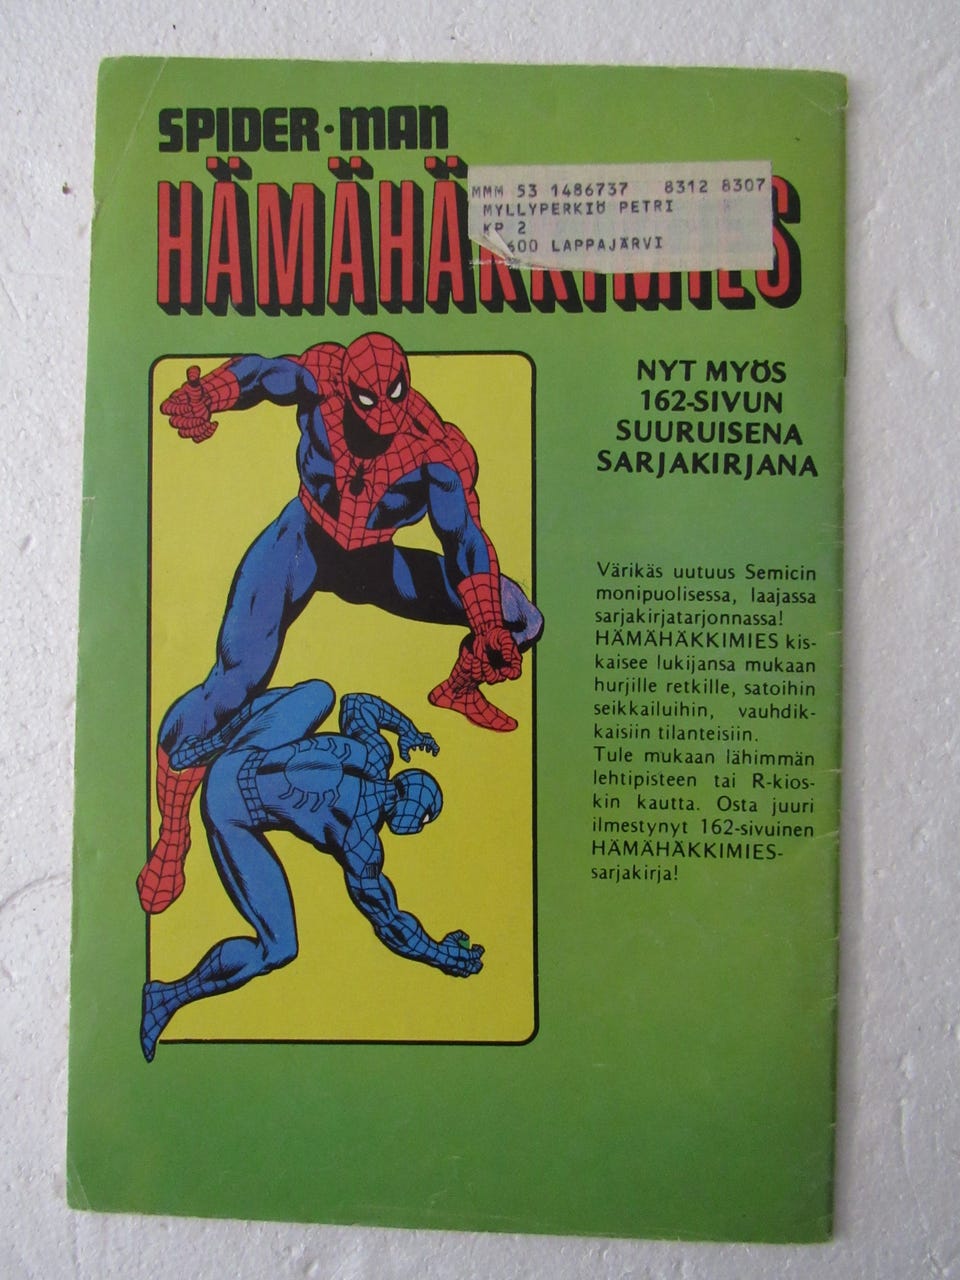 SPIDER-MAN
HÄMÄHÄKKIMIES
MMM 53 1486737 8312 8307
MYLLYPERKIÖ PETRI
KP 2
600 LAPPAJÄRVI
NYT MYÖS
162-SIVUN
SUURUISENA
SARJAKIRJANA
Värikäs uutuus Semicin
monipuolisessa, laajassa
sarjakirjatarjonnassa!
HÄMÄHÄKKIMIES kis-
kaisee lukijansa mukaan
hurjille retkille, satoihin
seikkailuihin, vauhdik-
kaisiin tilanteisiin.
Tule mukaan lähimmän
lehtipisteen tai R-kios-
kin kautta. Osta juuri
ilmestynyt 162-sivuinen
HÄMÄHÄKKIMIES-
sarjakirja!